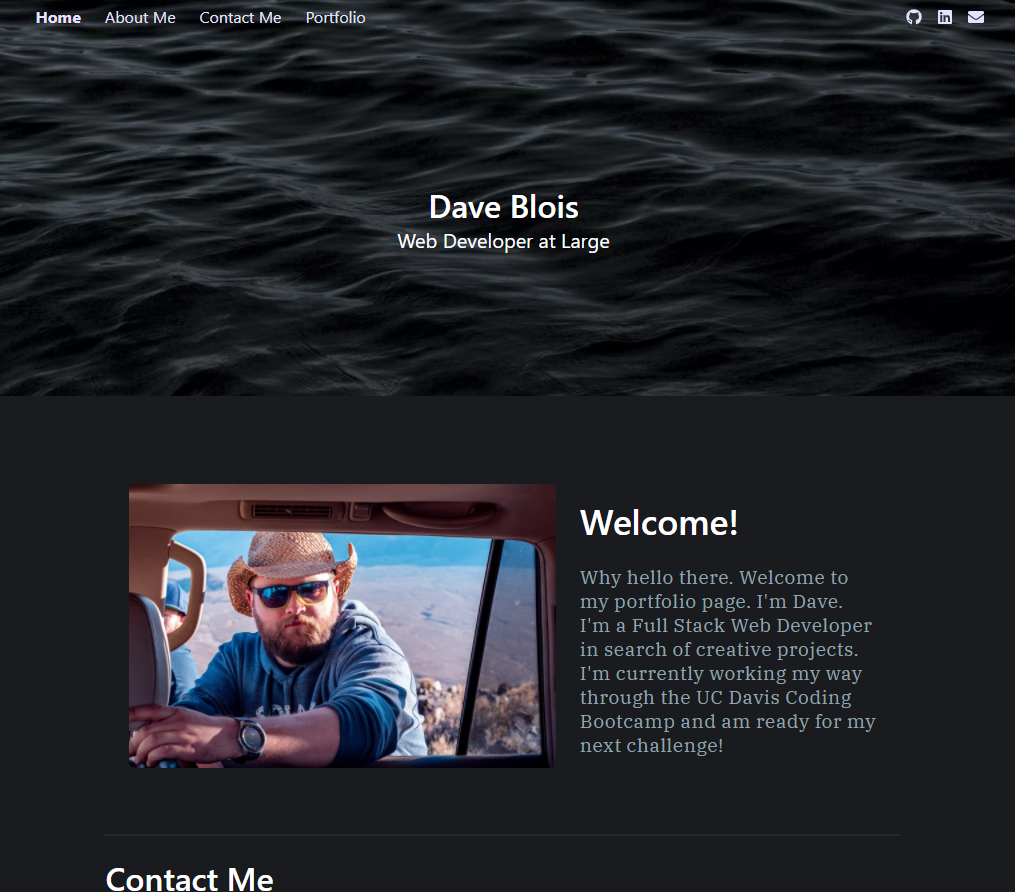 Home About Me Contact Me Portfolio
Dave Blois
Web Developer at Large
Welcome!
Why hello there. Welcome to
my portfolio page. I'm Dave.
I'm a Full Stack Web Developer
in search of creative projects.
I'm currently working my way
through the UC Davis Coding
Bootcamp and am ready for my
next challenge!
Contact Me